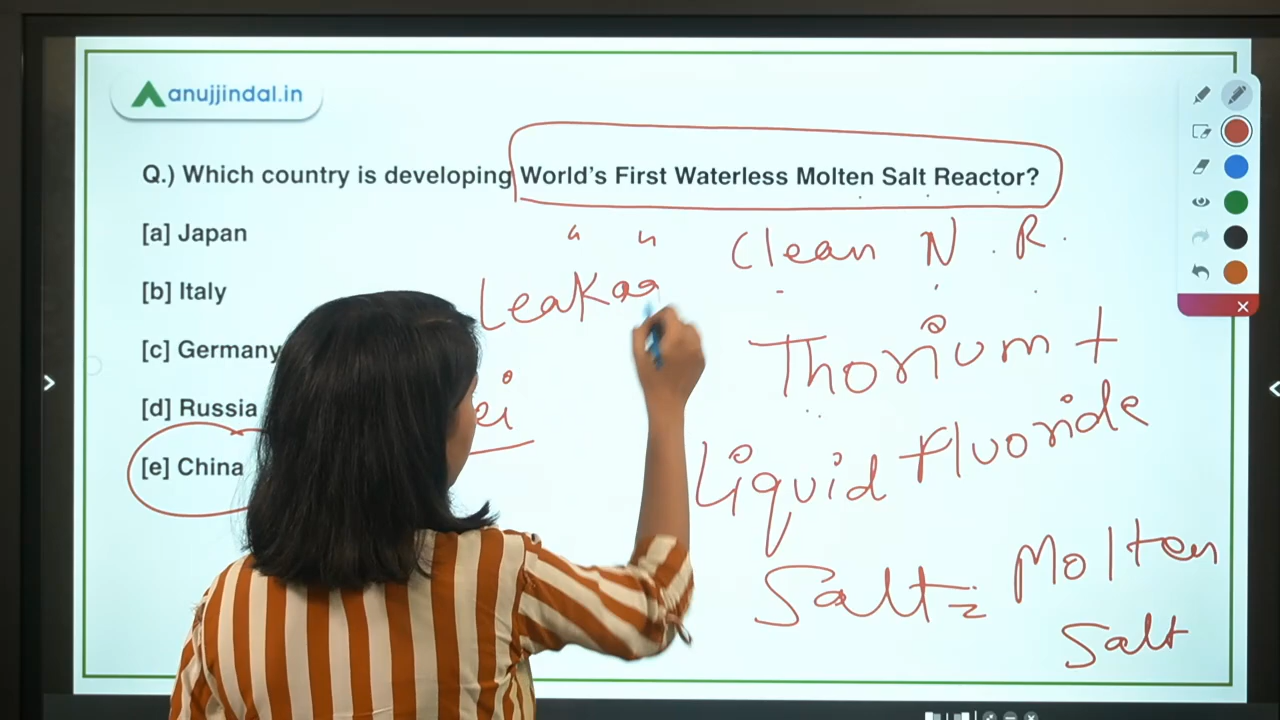 anujjindal.in
Q.) Which country is developing World's First Waterless Molten Salt Reactor?
[a] Japan
" " Clean N. R.
[b] Italy
Leakag
[c] Germany
Thorium +
[d] Russia
ei
Liquid Fluoride
[e] China
Salt = Molten
Salt